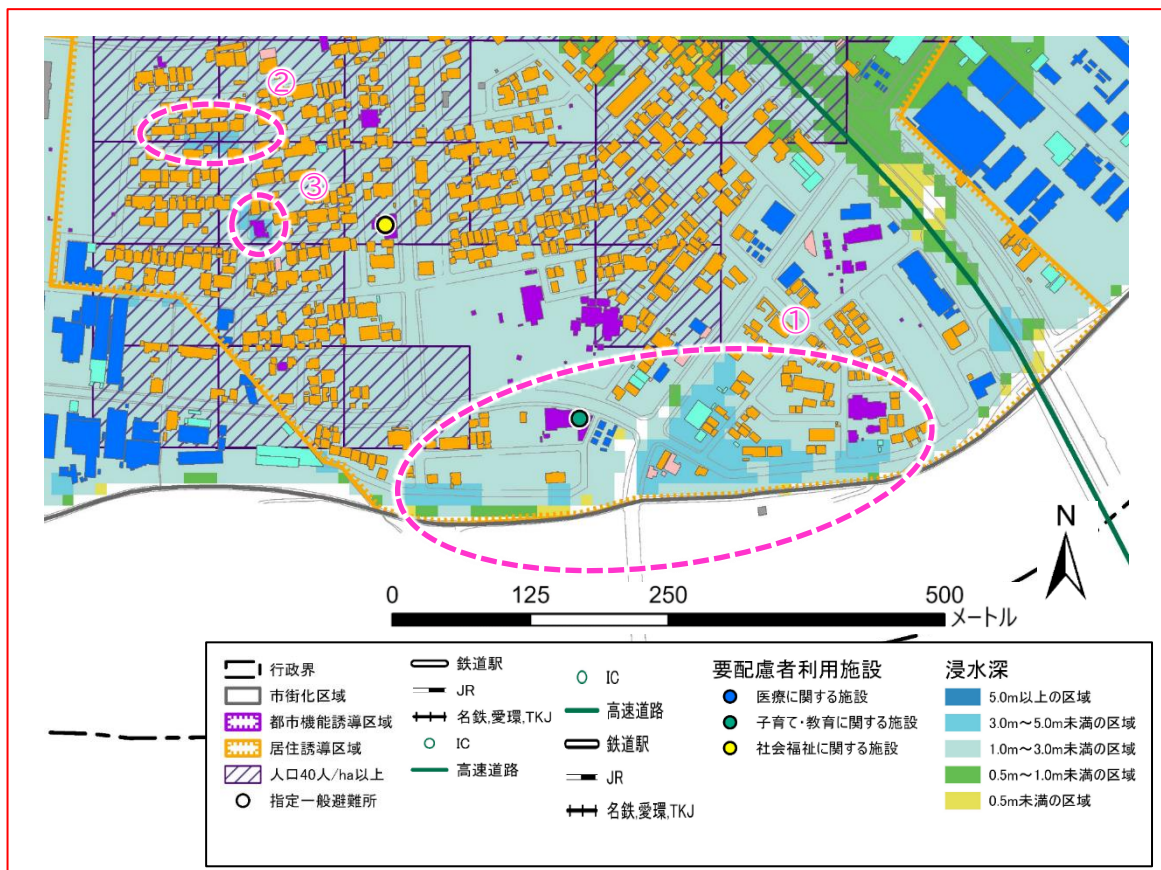 ②
③
①
N
0 125 250 500
メートル
行政界
市街化区域
都市機能誘導区域
居住誘導区域
人口40人/ha以上
指定一般避難所
鉄道駅
JR
名鉄,愛環,TKJ
IC
高速道路
IC
高速道路
鉄道駅
JR
名鉄,愛環,TKJ
要配慮者利用施設
医療に関する施設
子育て・教育に関する施設
社会福祉に関する施設
浸水深
5.0m以上の区域
3.0m～5.0m未満の区域
1.0m～3.0m未満の区域
0.5m～1.0m未満の区域
0.5m未満の区域